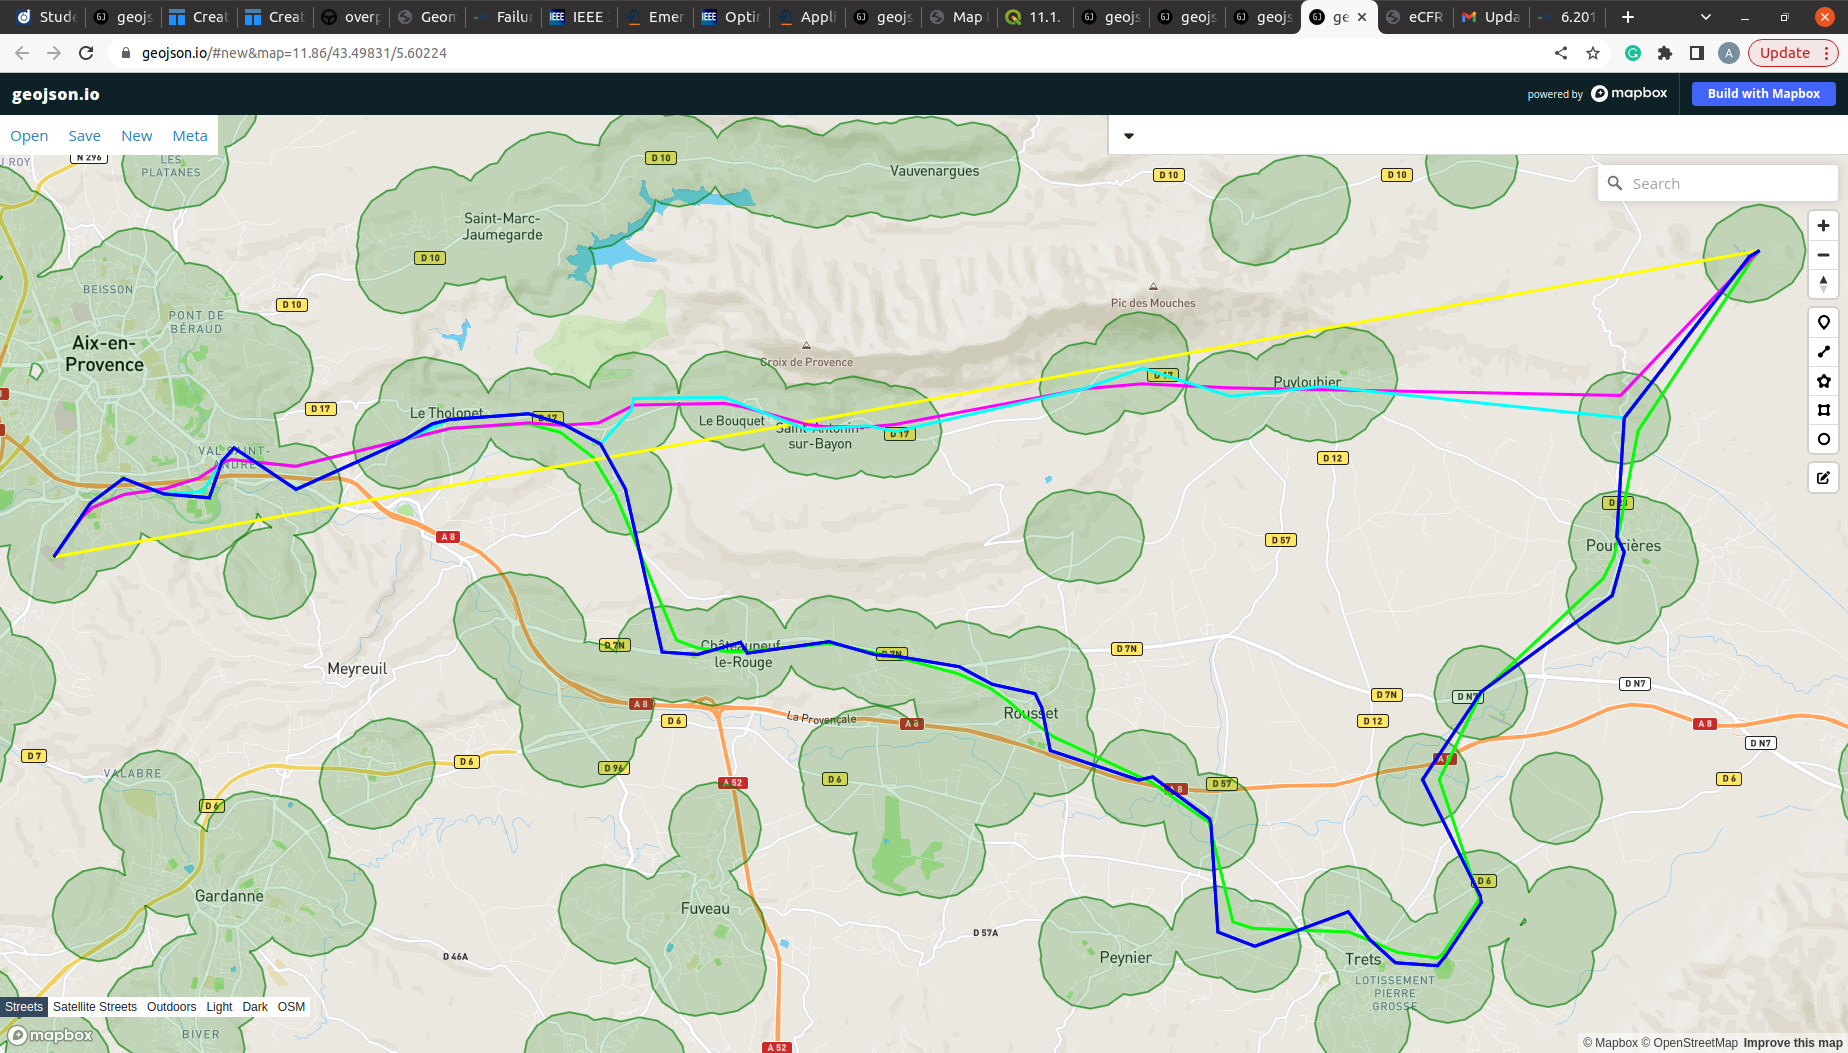 Stude
geojs
Creat
Creat
overp
Geom
Failur
IEEE
Emer
Optin
Appli
geojs
Map
11.1.
geojs
geojs
geojs
ge
eCFR
Upda
6.201
geojson.io/#new&map=11.86/43.49831/5.60224
A
Update
geojson.io
powered by mapbox
Build with Mapbox
Open Save New Meta
Search
N 296
LES
PLATANES
D 10
Vauvenargues
D 10
D 10
Saint-Marc-
Jaumegarde
D 10
BEISSON
D 10
PONT DE
BÉRAUD
Pic des Mouches
Aix-en-
Provence
Croix de Provence
D 17
Puyloubier
D 17
Le Tholonet
D 17
Le Bouquet
Saint-Antonin-
sur-Bayon
D 17
VAL SAINT-
ANDRÉ
D 12
A 8
D 57
Pourrières
D 7N
Châteauneuf-
le-Rouge
D 7N
D 7N
Meyreuil
A 8
D 6
La Provençale
A 8
Rousset
D 7N
D N7
D N7
D 12
A 8
D N7
D 7
VALABRE
D 6
D 96
A 52
D 6
A 8
D 57
D 6
D 6
Gardanne
Fuveau
D 6
D 57A
D 46A
Peynier
Trets
LOTISSEMENT
PIERRE
GROSSE
Streets Satellite Streets Outdoors Light Dark OSM
mapbox
BIVER
A 52
© Mapbox © OpenStreetMap Improve this map